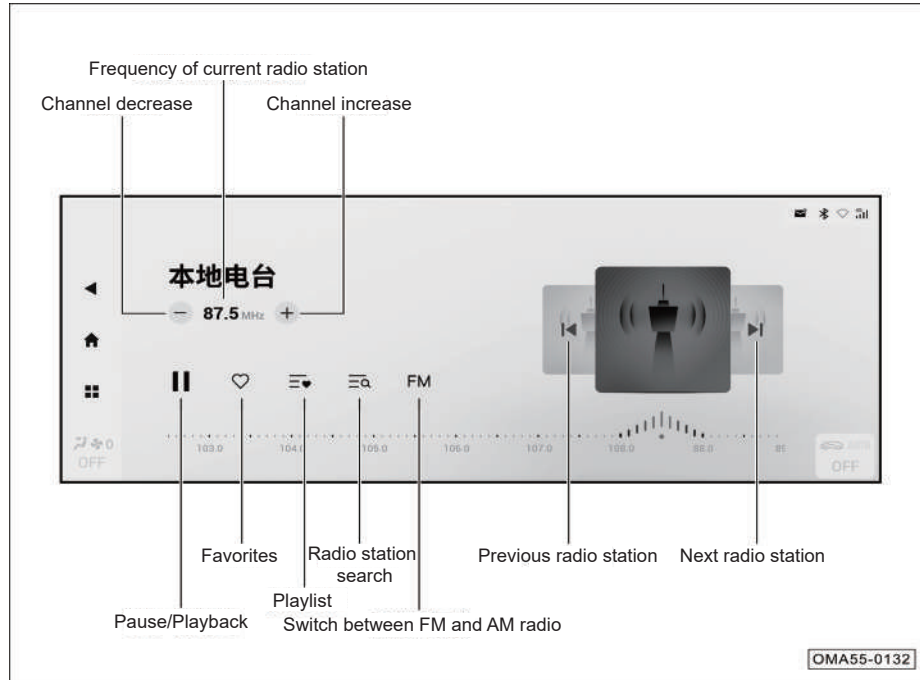 Frequency of current radio station
Channel decrease
Channel increase
本地电台
87.5 MHz
FM
0
OFF
103.0
104.0
105.0
106.0
107.0
108.0
88.0
OFF
Favorites
Radio station
search
Previous radio station
Next radio station
Playlist
Pause/Playback
Switch between FM and AM radio
OMA55-0132